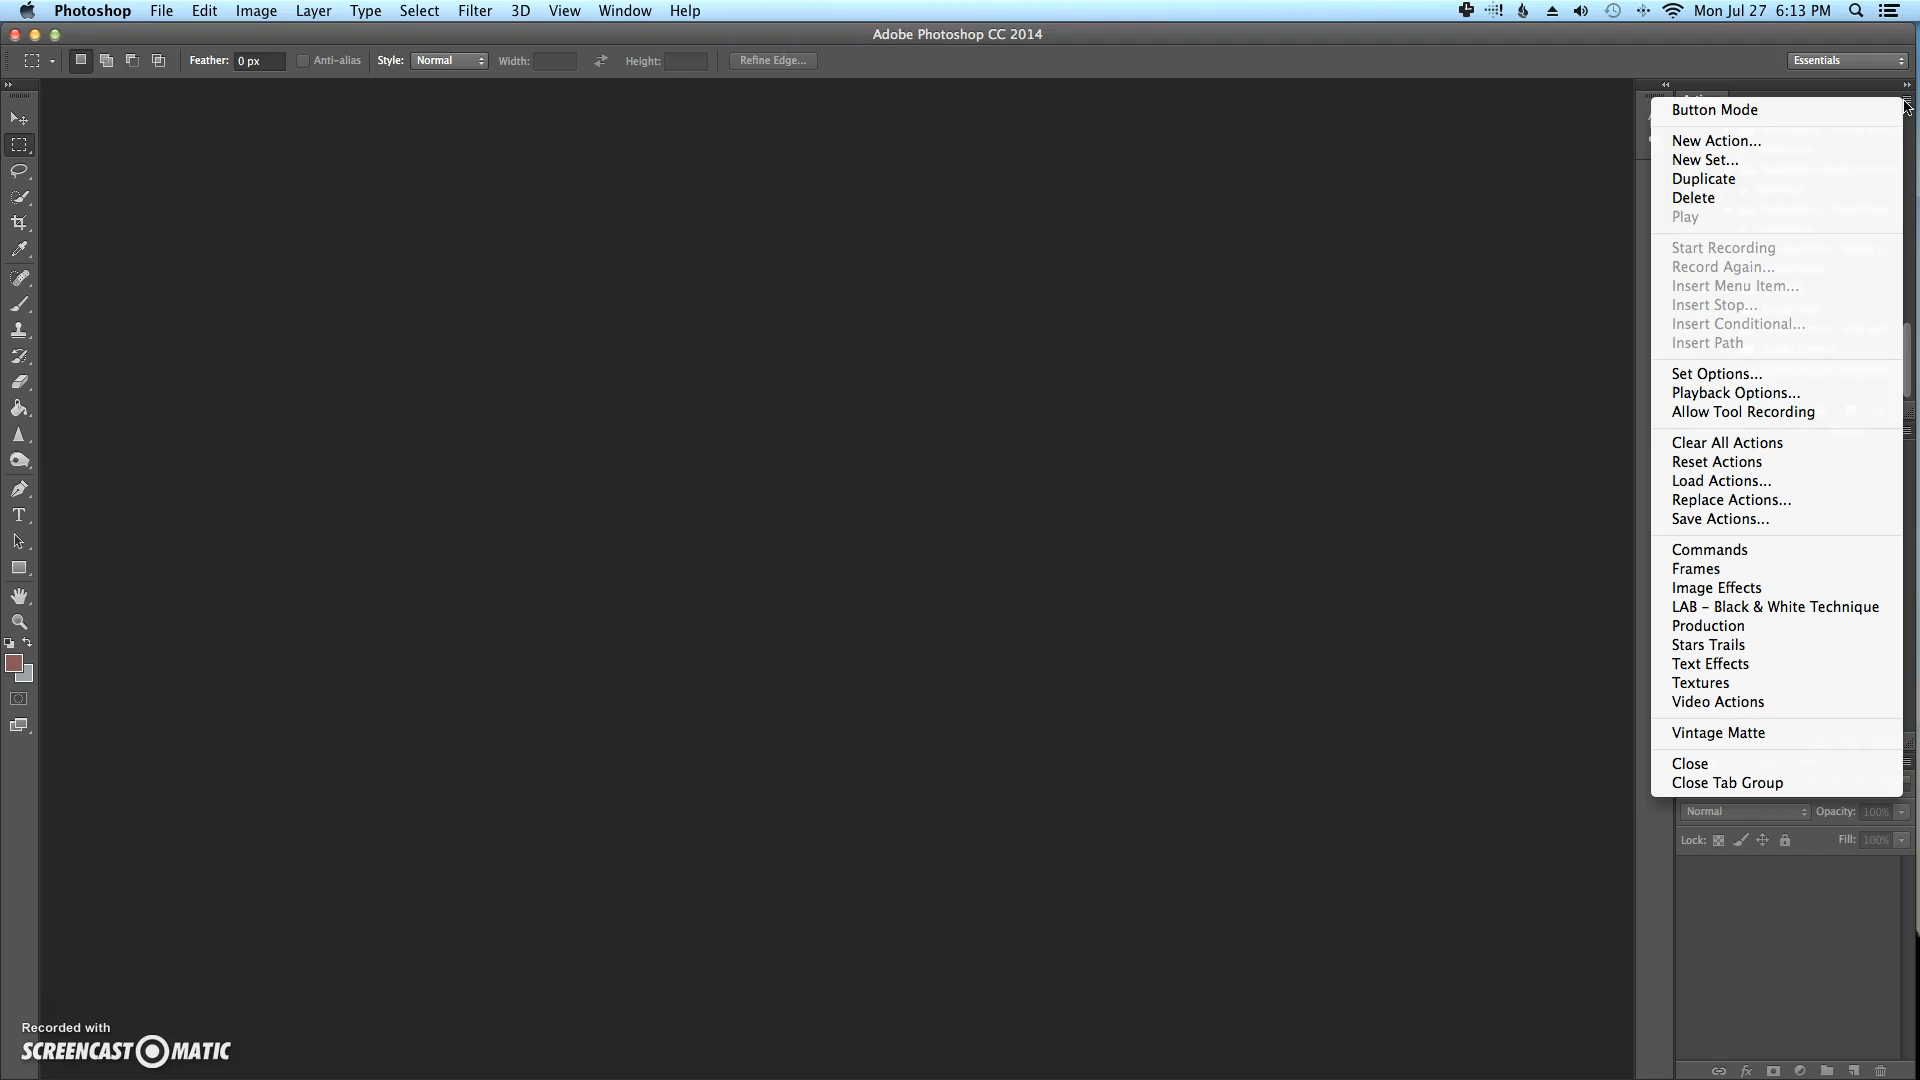 Photoshop File Edit Image Layer Type Select Filter 3D View Window Help Mon Jul 27 6:13 PM
Adobe Photoshop CC 2014
Feather: 0 px Anti-alias Style: Normal Width: Height: Refine Edge... Essentials
Button Mode
New Action...
New Set...
Duplicate
Delete
Play
Start Recording
Record Again...
Insert Menu Item...
Insert Stop...
Insert Conditional...
Insert Path
Set Options...
Playback Options...
Allow Tool Recording
Clear All Actions
Reset Actions
Load Actions...
Replace Actions...
Save Actions...
Commands
Frames
Image Effects
LAB - Black & White Technique
Production
Stars Trails
Text Effects
Textures
Video Actions
Vintage Matte
Close
Close Tab Group
Normal Opacity: 100%
Lock: Fill: 100%
Recorded with
SCREENCAST MATIC